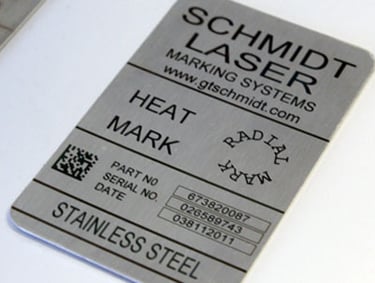 SCHMIDT
LASER
MARKING SYSTEMS
www.gtschmidt.com
HEAT
MARK
RADIAL MARK
PART NO
SERIAL NO.
DATE
673820087
026589743
038112011
STAINLESS STEEL